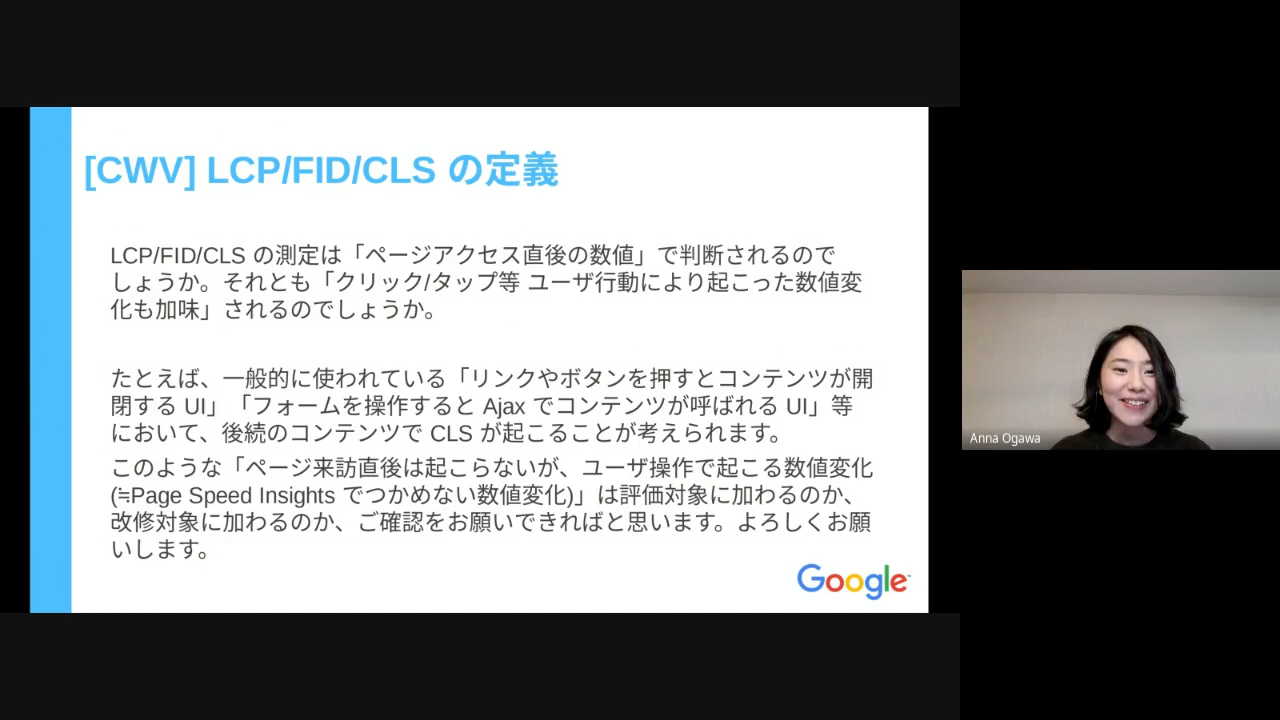 [CWV] LCP/FID/CLS の定義
LCP/FID/CLS の測定は「ページアクセス直後の数値」で判断されるので
しょうか。それとも「クリック/タップ等 ユーザ行動により起こった数値変
化も加味」されるのでしょうか。
たとえば、一般的に使われている「リンクやボタンを押すとコンテンツが開
閉する UI」「フォームを操作すると Ajax でコンテンツが呼ばれる UI」等
において、後続のコンテンツで CLS が起こることが考えられます。
このような「ページ来訪直後は起こらないが、ユーザ操作で起こる数値変化
(≒Page Speed Insights でつかめない数値変化)」は評価対象に加わるのか、
改修対象に加わるのか、ご確認をお願いできればと思います。よろしくお願
いします。
Google
Anna Ogawa